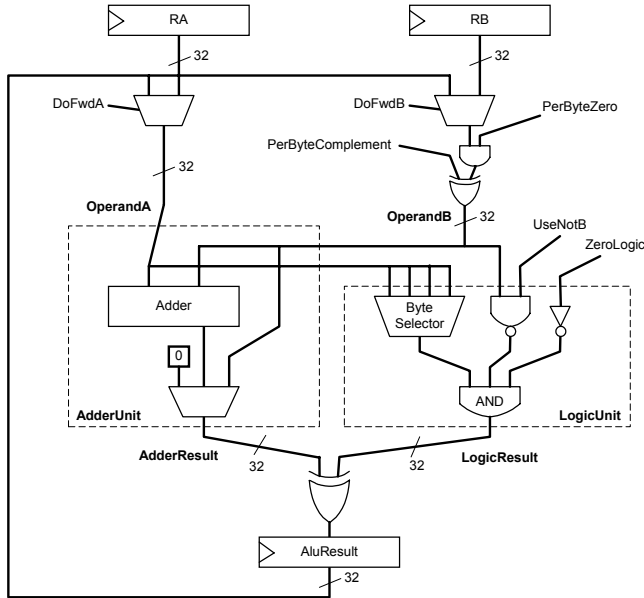 RA
RB
32
32
DoFwdA
DoFwdB
PerByteZero
PerByteComplement
32
OperandA
OperandB
32
UseNotB
ZeroLogic
Adder
Byte
Selector
0
AND
AdderUnit
LogicUnit
AdderResult
32
32
LogicResult
AluResult
32